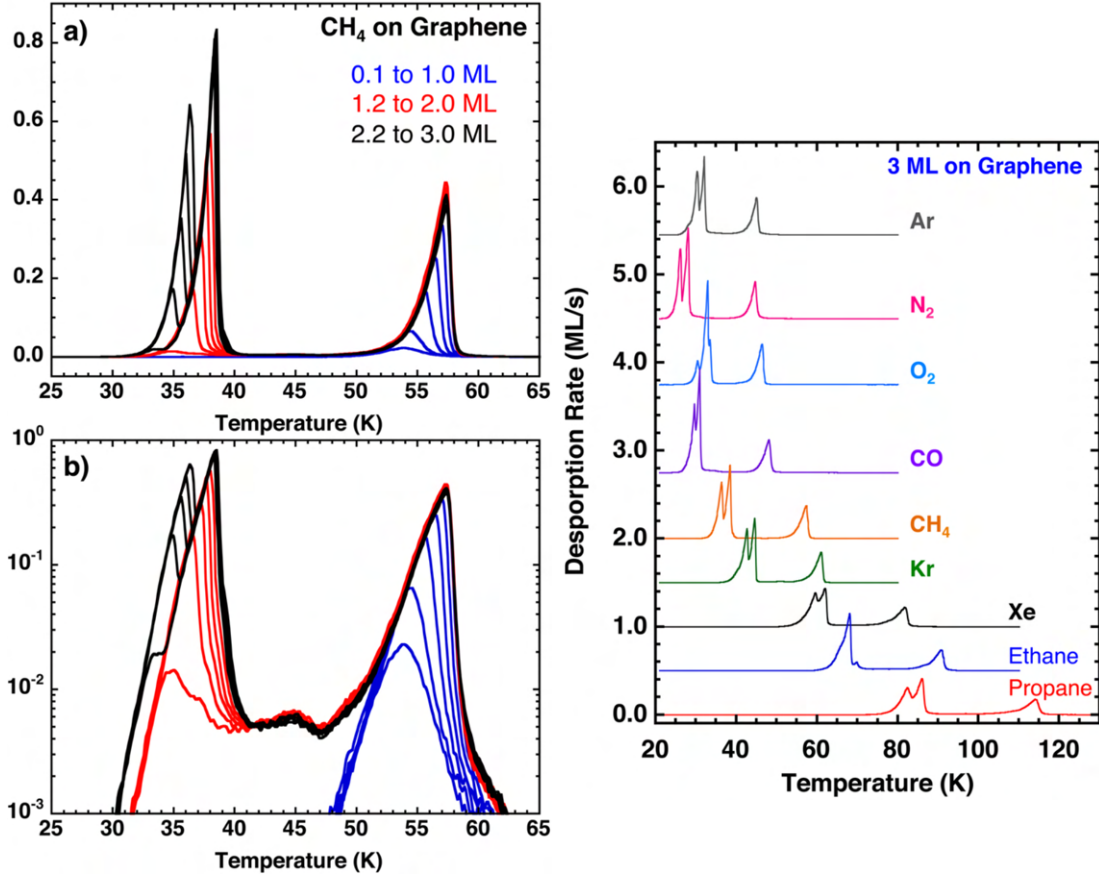 a)
CH₄ on Graphene
0.1 to 1.0 ML
1.2 to 2.0 ML
2.2 to 3.0 ML
0.8
0.6
0.4
0.2
0.0
25 30 35 40 45 50 55 60 65
Temperature (K)
b)
10⁰
10⁻¹
10⁻²
10⁻³
25 30 35 40 45 50 55 60 65
Temperature (K)
3 ML on Graphene
Desporption Rate (ML/s)
6.0
5.0
4.0
3.0
2.0
1.0
0.0
Ar
N₂
O₂
CO
CH₄
Kr
Xe
Ethane
Propane
20 40 60 80 100 120
Temperature (K)